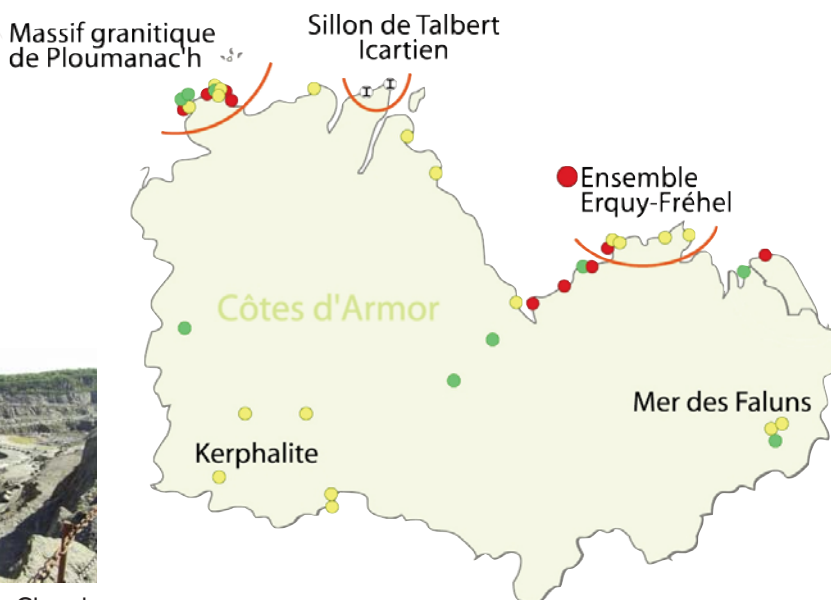 Massif granitique
de Ploumanac'h
Sillon de Talbert
Icartien
I
I
Ensemble
Erquy-Fréhel
Côtes d'Armor
Mer des Faluns
Kerphalite